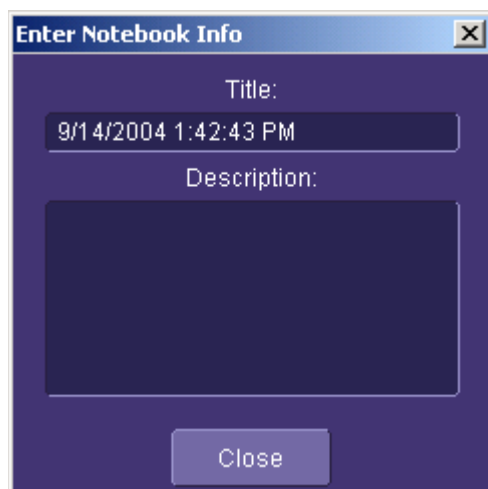 Enter Notebook Info
Title:
9/14/2004 1:42:43 PM
Description:
Close